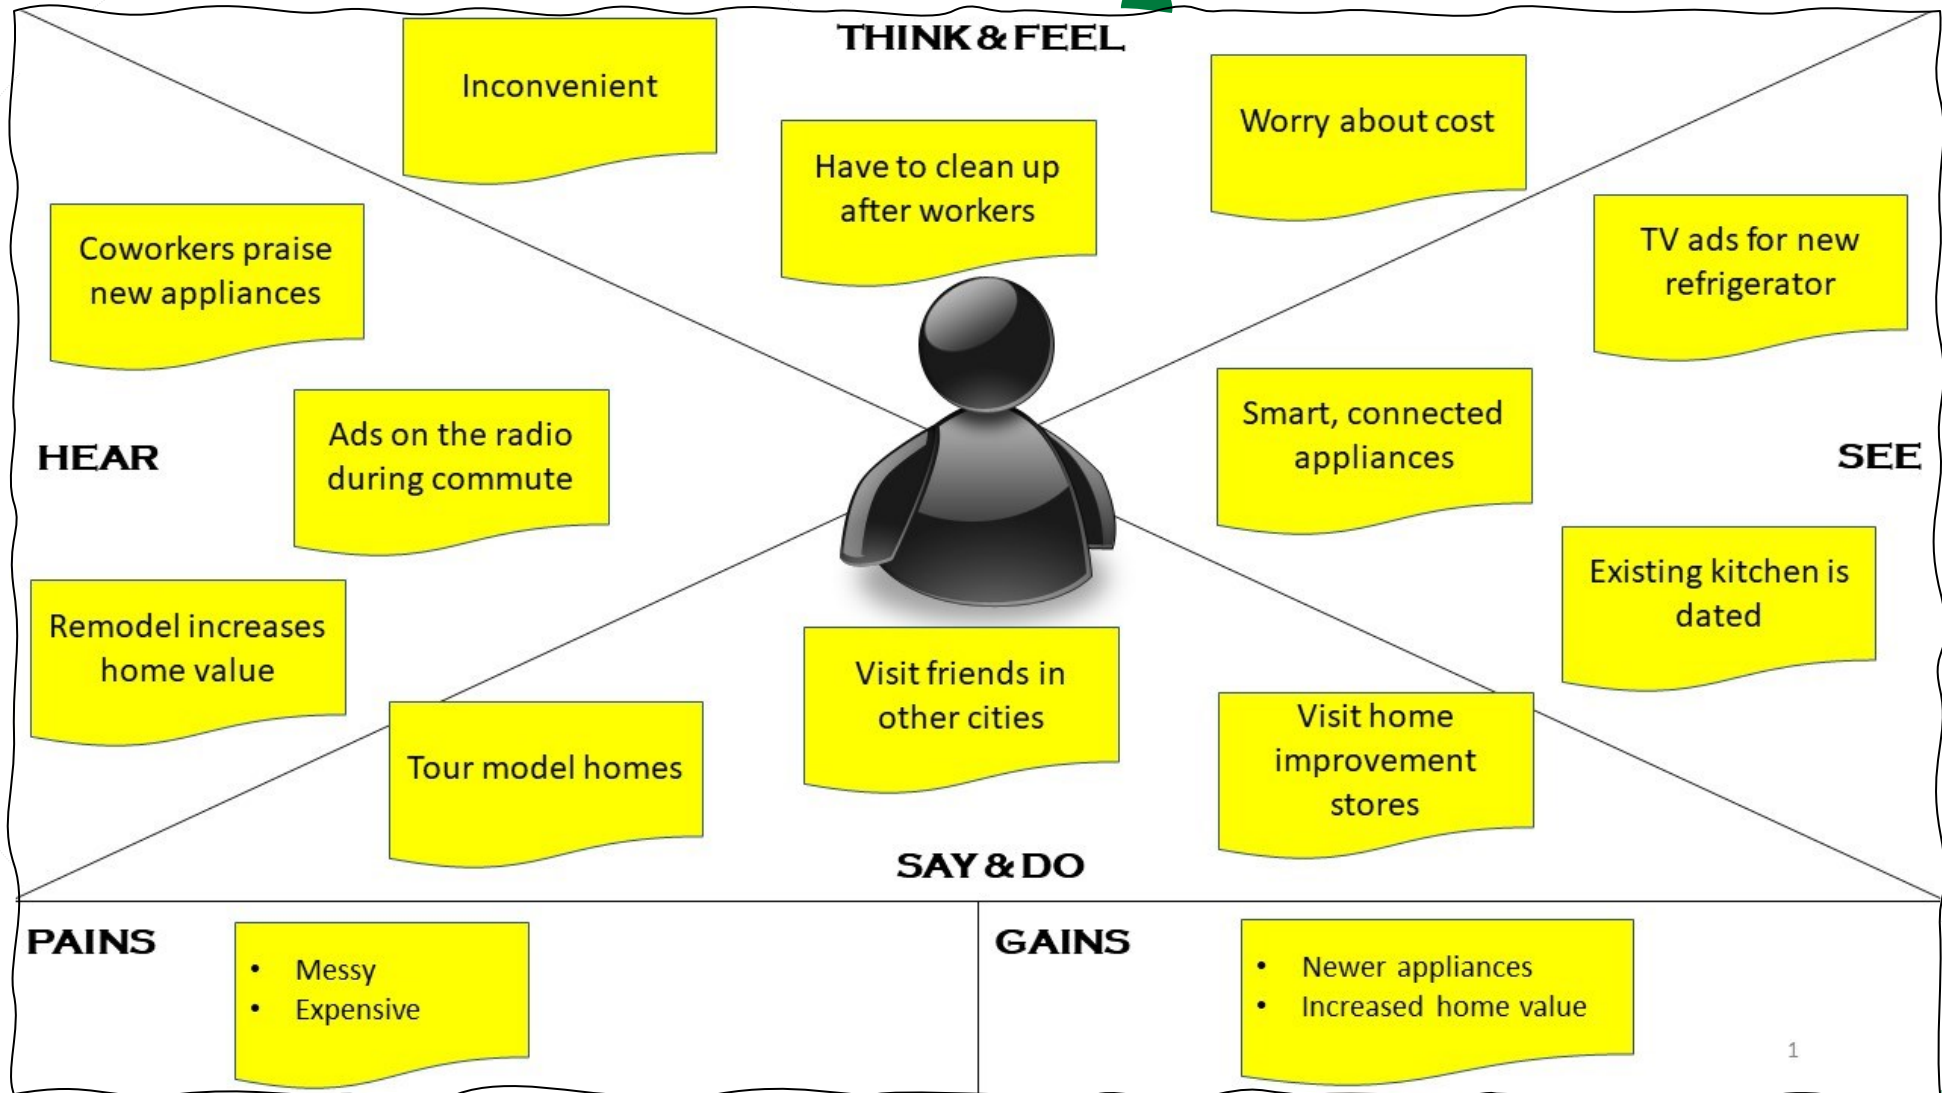 THINK & FEEL
Inconvenient
Have to clean up
after workers
Worry about cost
HEAR
Coworkers praise
new appliances
Ads on the radio
during commute
Remodel increases
home value
SEE
TV ads for new
refrigerator
Smart, connected
appliances
Existing kitchen is
dated
Tour model homes
Visit friends in
other cities
Visit home
improvement
stores
SAY & DO
PAINS
• Messy
• Expensive
GAINS
• Newer appliances
• Increased home value
1